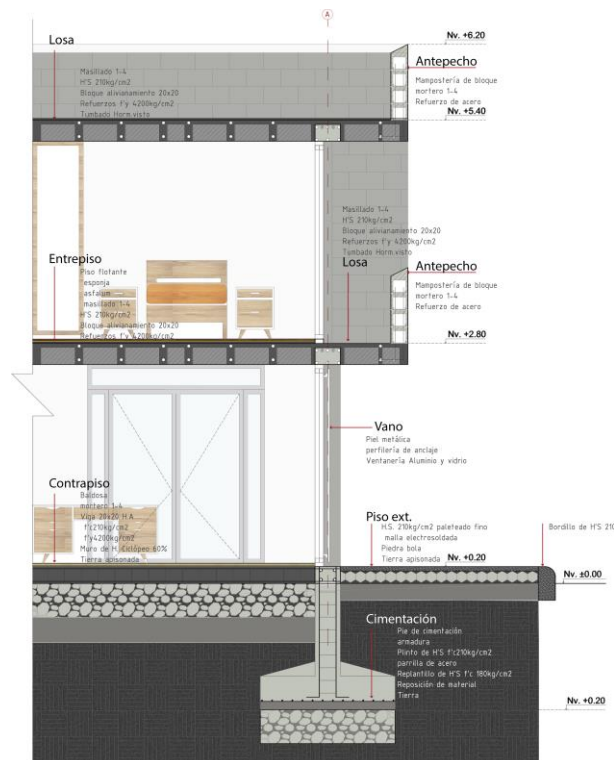 A
Nv. +6.20
Losa
Masillado 1-4
H'S 210kg/cm2
Bloque alivianamiento 20x20
Refuerzos f'y 4200kg/cm2
Tumbado Horm.visto
Antepecho
Mampostería de bloque
mortero 1-4
Refuerzo de acero
Nv. +5.40
Masillado 1-4
H'S 210kg/cm2
Bloque alivianamiento 20x20
Refuerzos f'y 4200kg/cm2
Tumbado Horm.visto
Losa
Entrepiso
Piso flotante
esponja
asfalum
masillado 1-4
H'S 210kg/cm2
Bloque alivianamiento 20x20
Refuerzos f'y 4200kg/cm2
Antepecho
Mampostería de bloque
mortero 1-4
Refuerzo de acero
Nv. +2.80
Vano
Piel metálica
perfilería de anclaje
Ventanería Aluminio y vidrio
Contrapiso
Baldosa
mortero 1-4
Viga 20x20 H.A
f'c210kg/cm2
f'y4200kg/cm2
Muro de H. Ciclópeo 60%
Tierra apisonada
Piso ext.
H.S. 210kg/cm2 paleteado fino
malla electrosoldada
Piedra bola
Tierra apisonada
Nv. +0.20
Bordillo de H'S 210
Nv. ±0.00
Cimentación
Pie de cimentación
armadura
Plinto de H'S f'c210kg/cm2
parrilla de acero
Replantillo de H'S f'c 180kg/cm2
Reposición de material
Tierra
Nv. +0.20